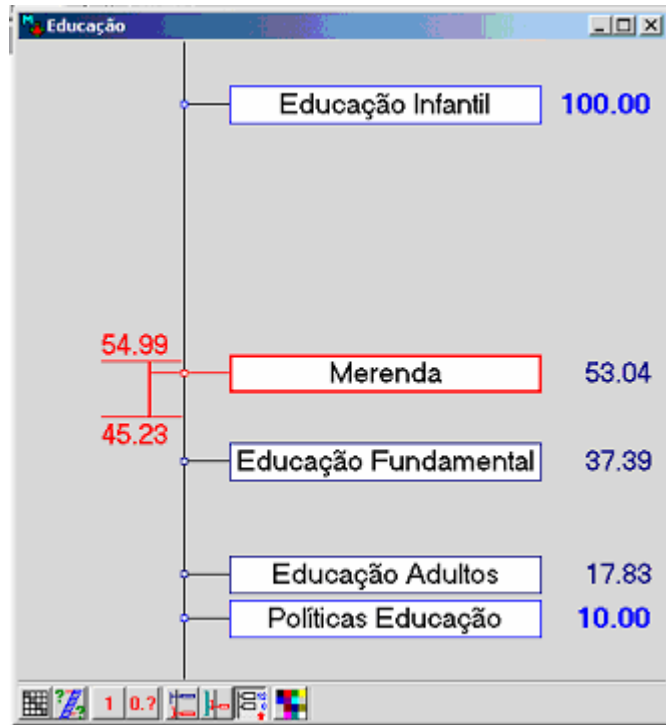 Educação
Educação Infantil 100.00
54.99
Merenda 53.04
45.23
Educação Fundamental 37.39
Educação Adultos 17.83
Políticas Educação 10.00
1 0.?